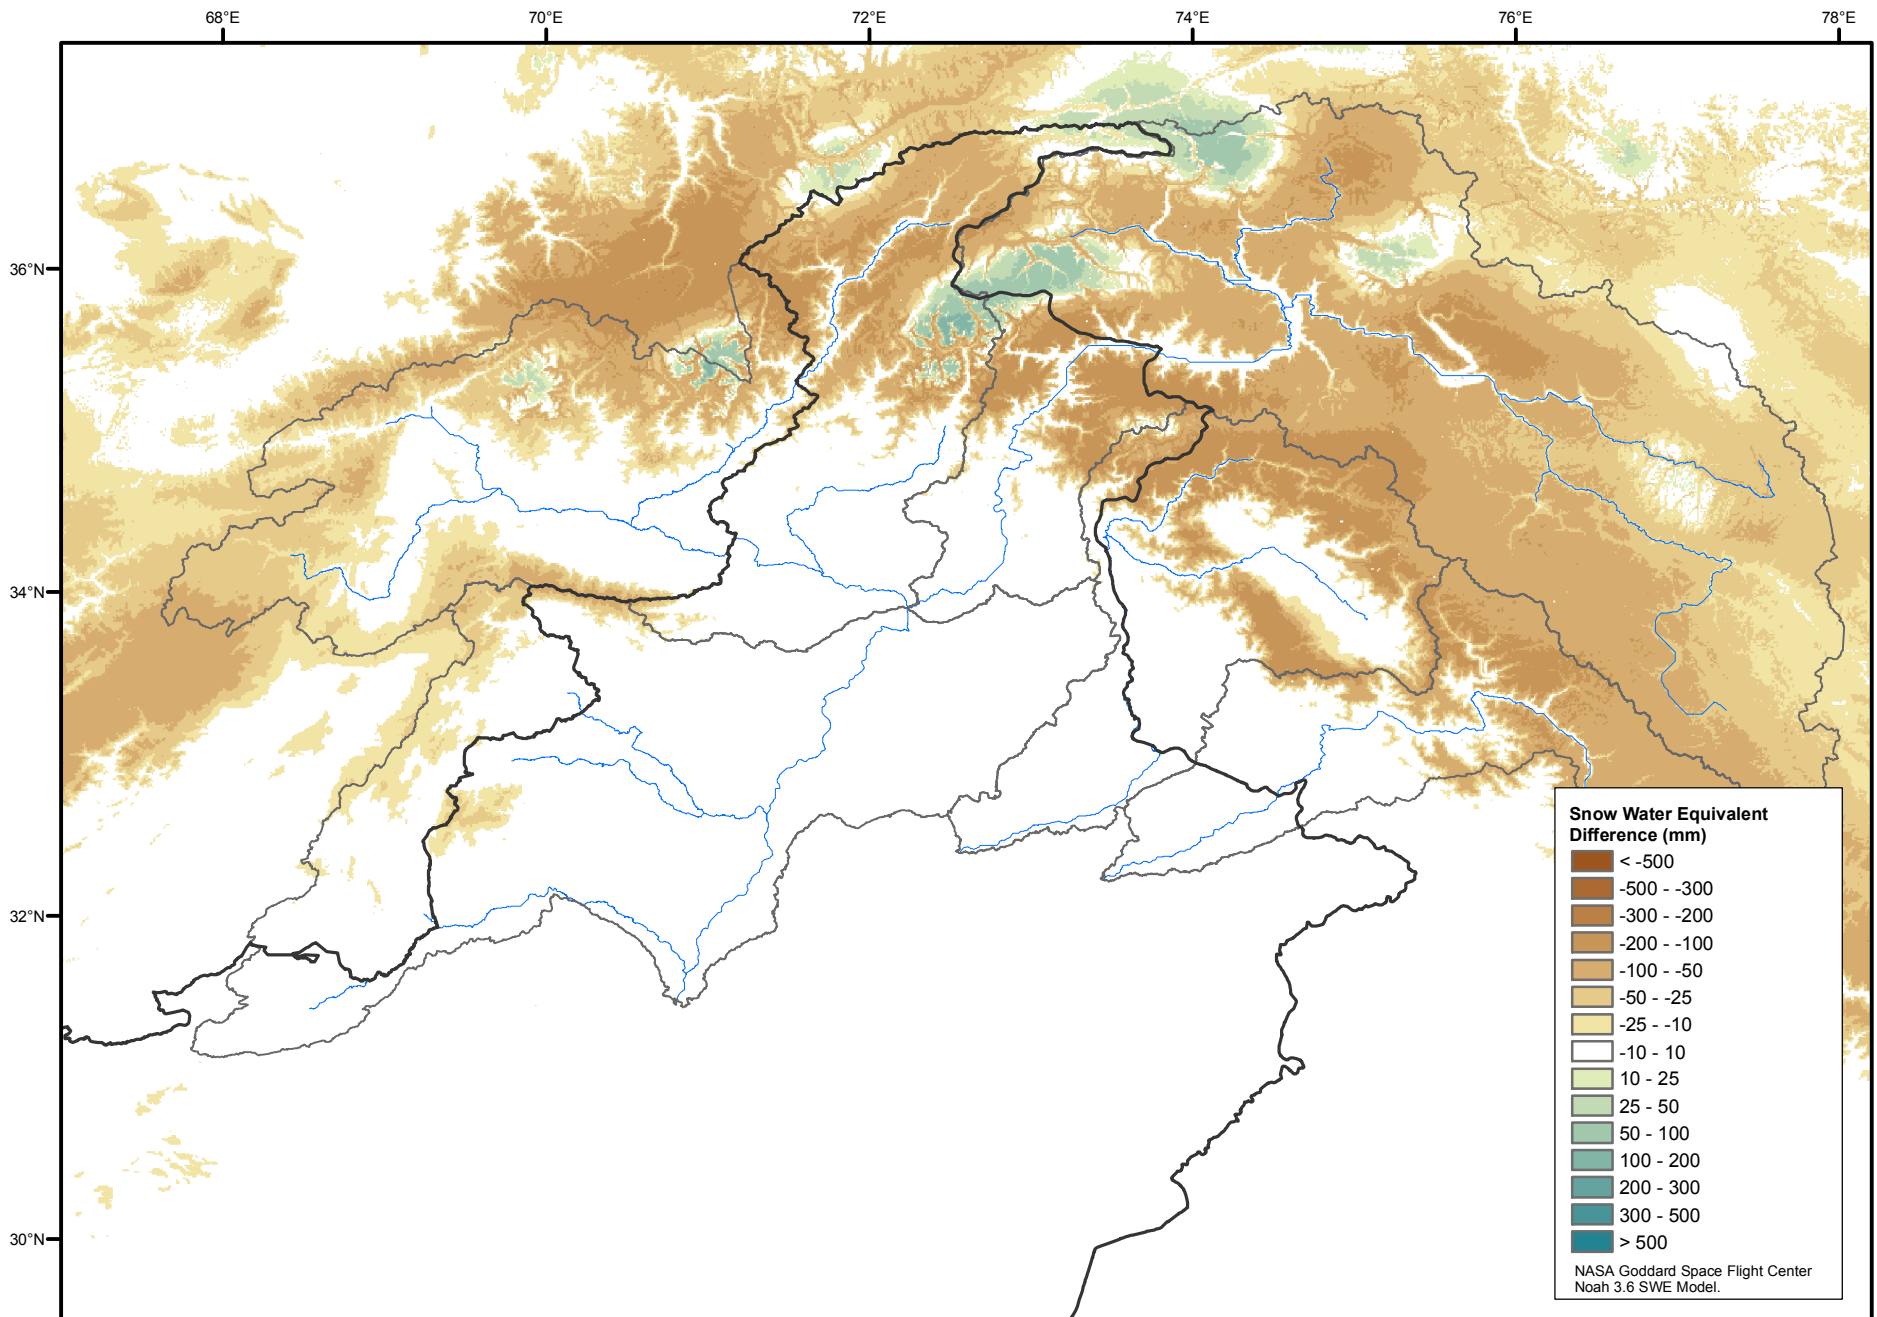 68°E 70°E 72°E 74°E 76°E 78°E
36°N
34°N
32°N
30°N
Snow Water Equivalent
Difference (mm)
< -500
-500 - -300
-300 - -200
-200 - -100
-100 - -50
-50 - -25
-25 - -10
-10 - 10
10 - 25
25 - 50
50 - 100
100 - 200
200 - 300
300 - 500
> 500
NASA Goddard Space Flight Center
Noah 3.6 SWE Model.